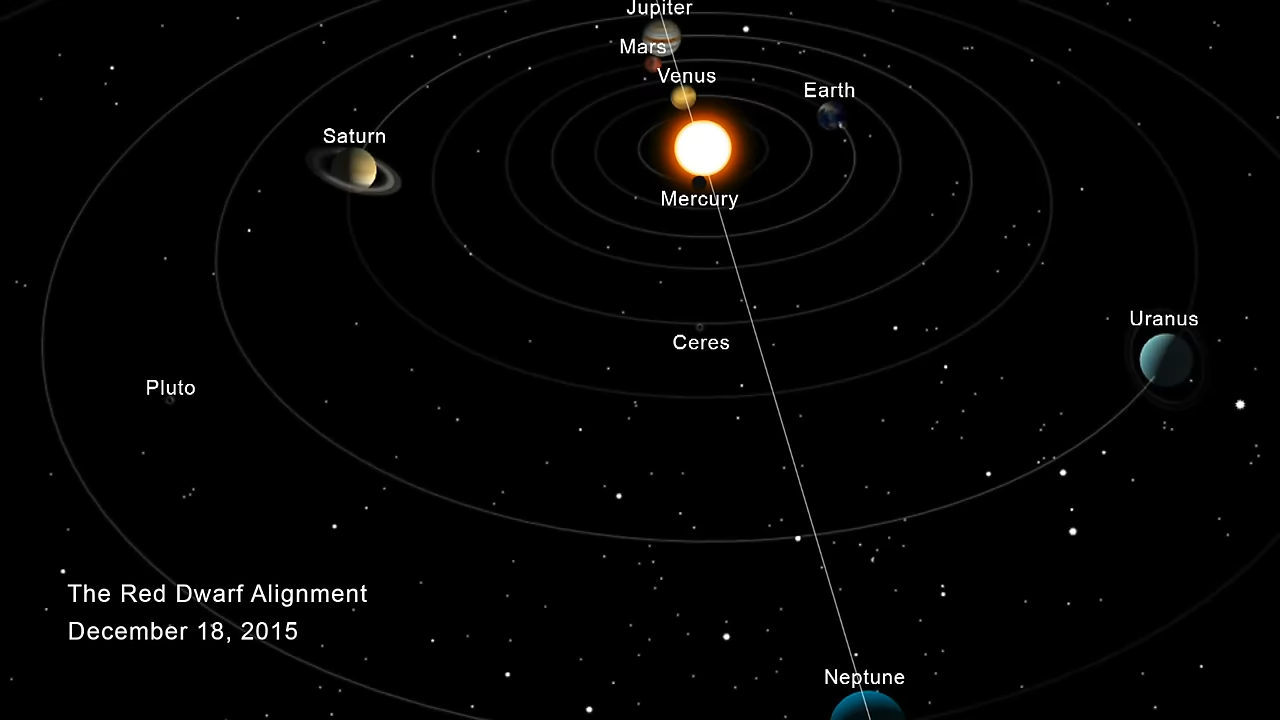 Jupiter
Mars
Venus
Earth
Saturn
Mercury
Uranus
Ceres
Pluto
The Red Dwarf Alignment
December 18, 2015
Neptune